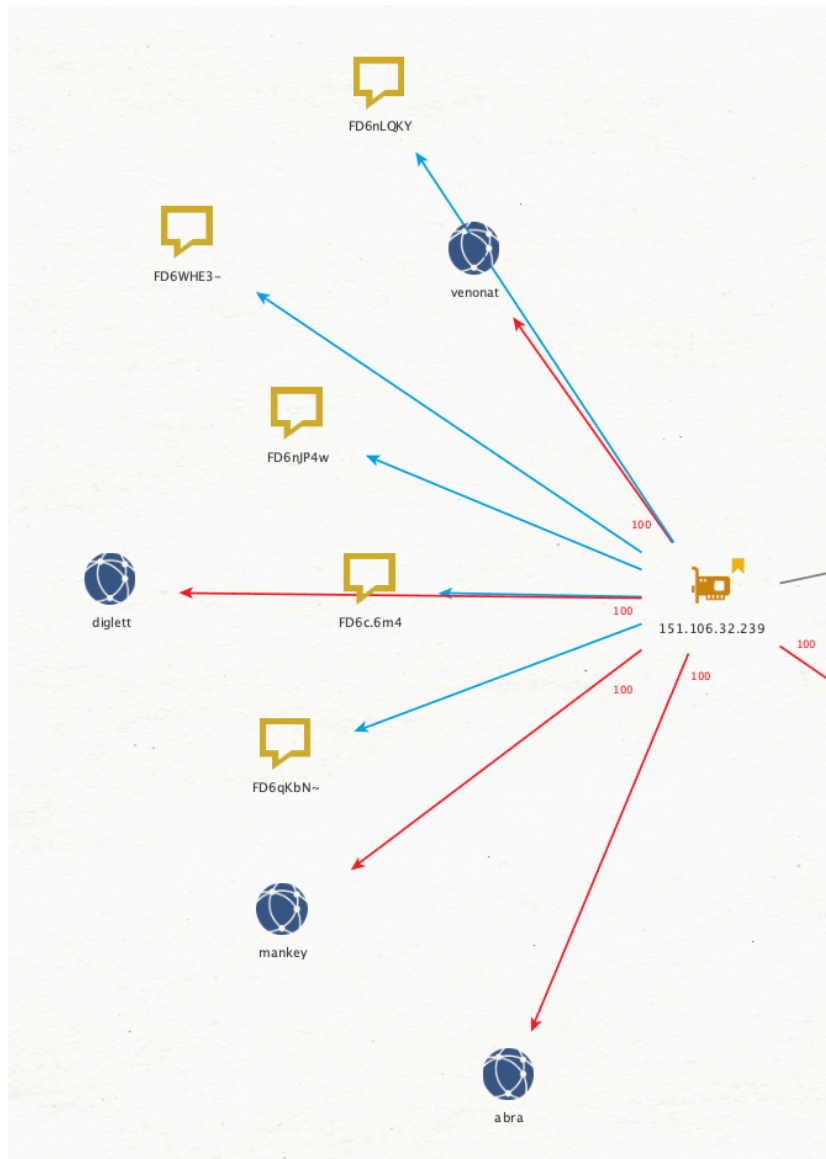 FD6nLQKY
FD6WHE3-
venonat
FD6nJP4w
100
diglett
FD6c.6m4
100
151.106.32.239
100
100
100
FD6qKbN~
mankey
abra